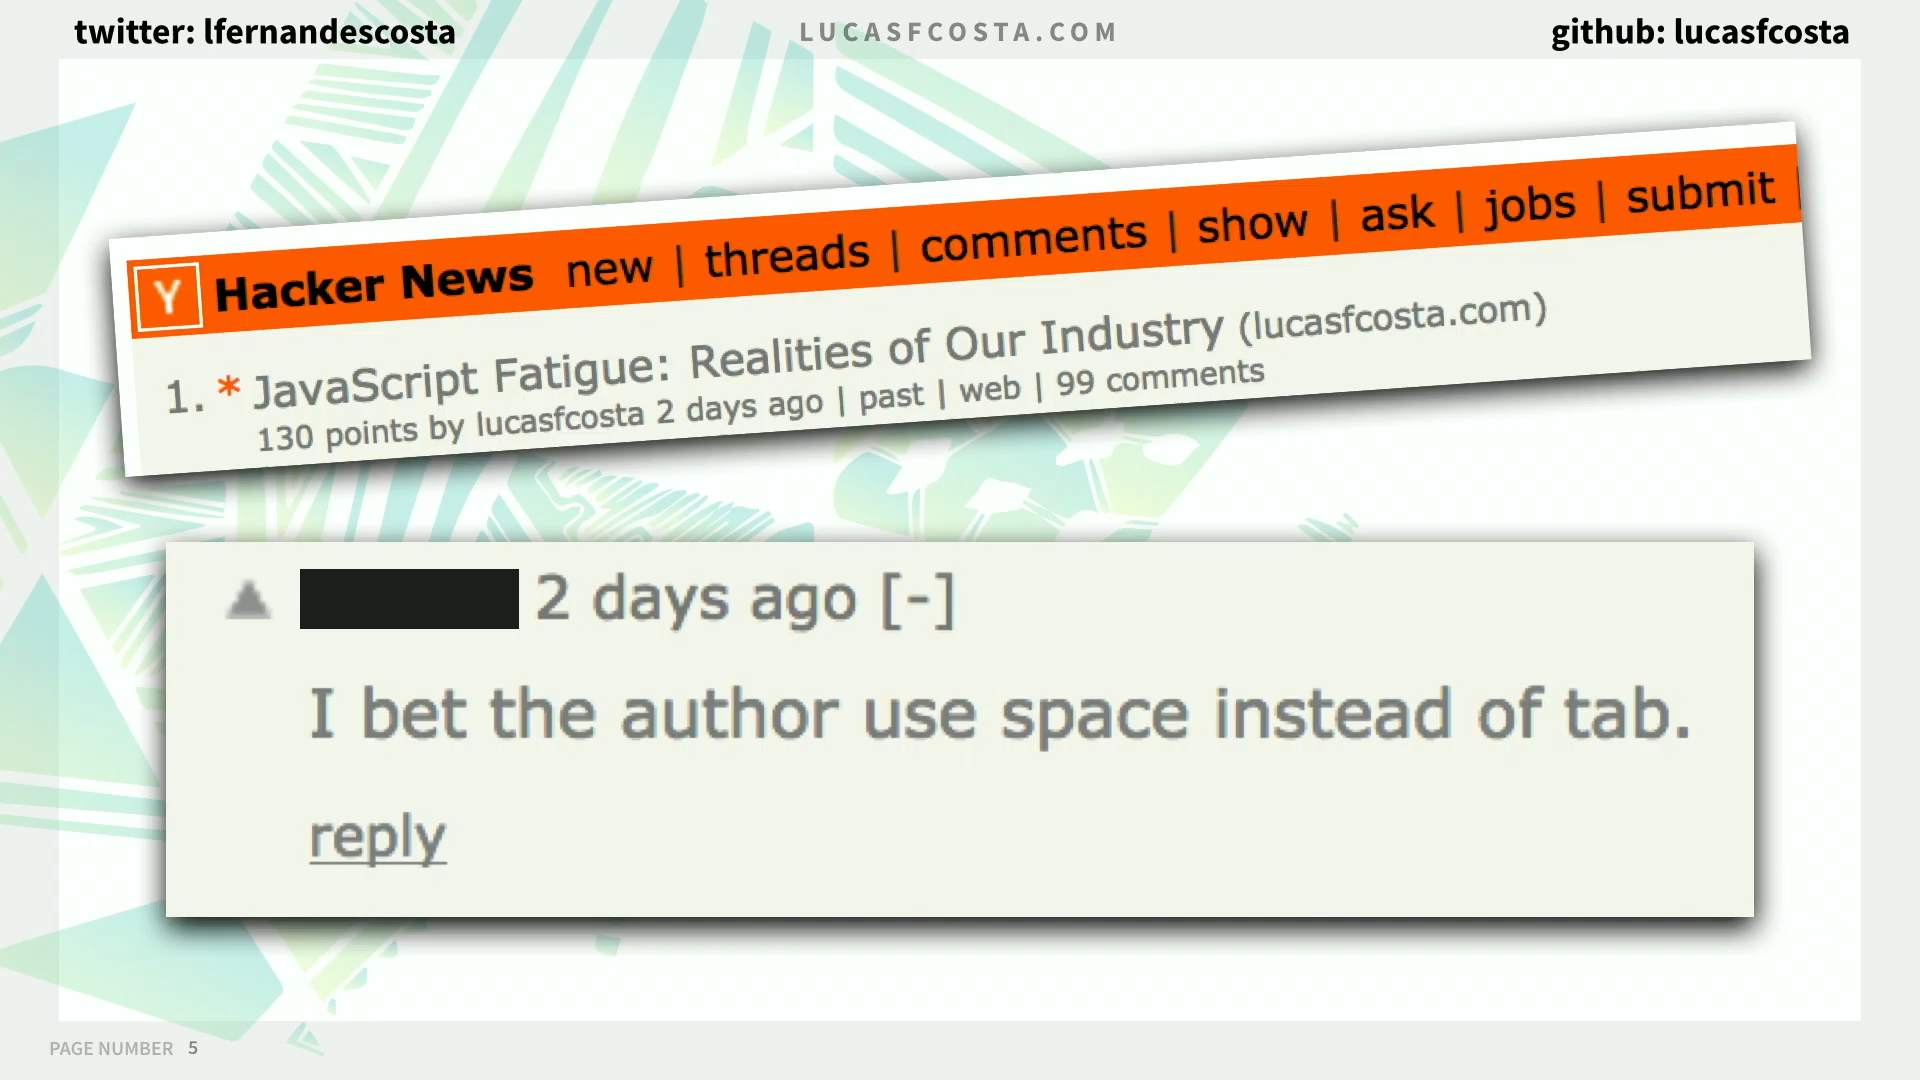 twitter: lfernandescosta
LUCASFCOSTA.COM
github: lucasfcosta
Y Hacker News new | threads | comments | show | ask | jobs | submit |
1. * JavaScript Fatigue: Realities of Our Industry (lucasfcosta.com)
130 points by lucasfcosta 2 days ago | past | web | 99 comments
2 days ago [-]
I bet the author use space instead of tab.
reply
PAGE NUMBER 5